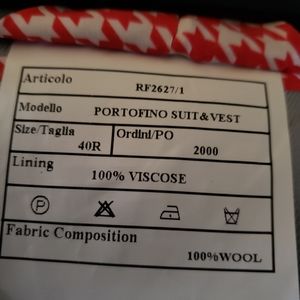 Articolo RF2627/1
Modello PORTOFINO SUIT&VEST
Size/Taglia Ordini/PO
40R 2000
Lining
100% VISCOSE
P
Fabric Composition
100%WOOL